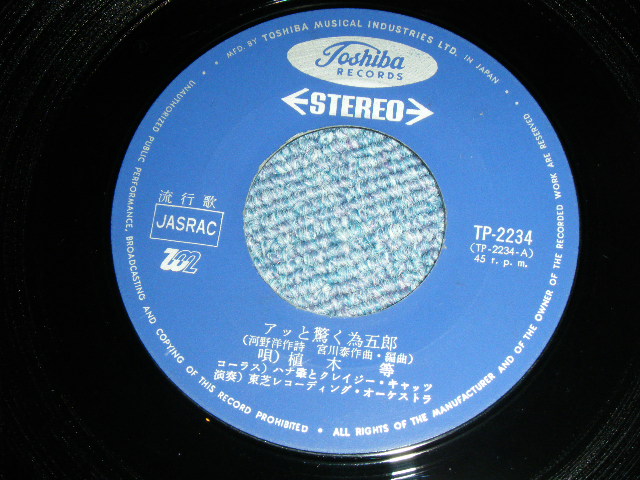 MFD. BY TOSHIBA MUSICAL INDUSTRIES LTD. IN JAPAN
Toshiba
RECORDS
STEREO
流行歌
JASRAC
TP-2234
(TP-2234-A)
45 r.p.m.
アッと驚く為五郎
(河野洋作詩 宮川泰作曲・編曲)
唄)植木等
コーラス)ハナ肇とクレイジー・キャッツ
演奏)東芝レコーディング・オーケストラ
UNAUTHORIZED PUBLIC PERFORMANCE, BROADCASTING AND COPYING OF THIS RECORD PROHIBITED • ALL RIGHTS OF THE MANUFACTURER AND OF THE OWNER OF THE RECORDED WORK ARE RESERVED